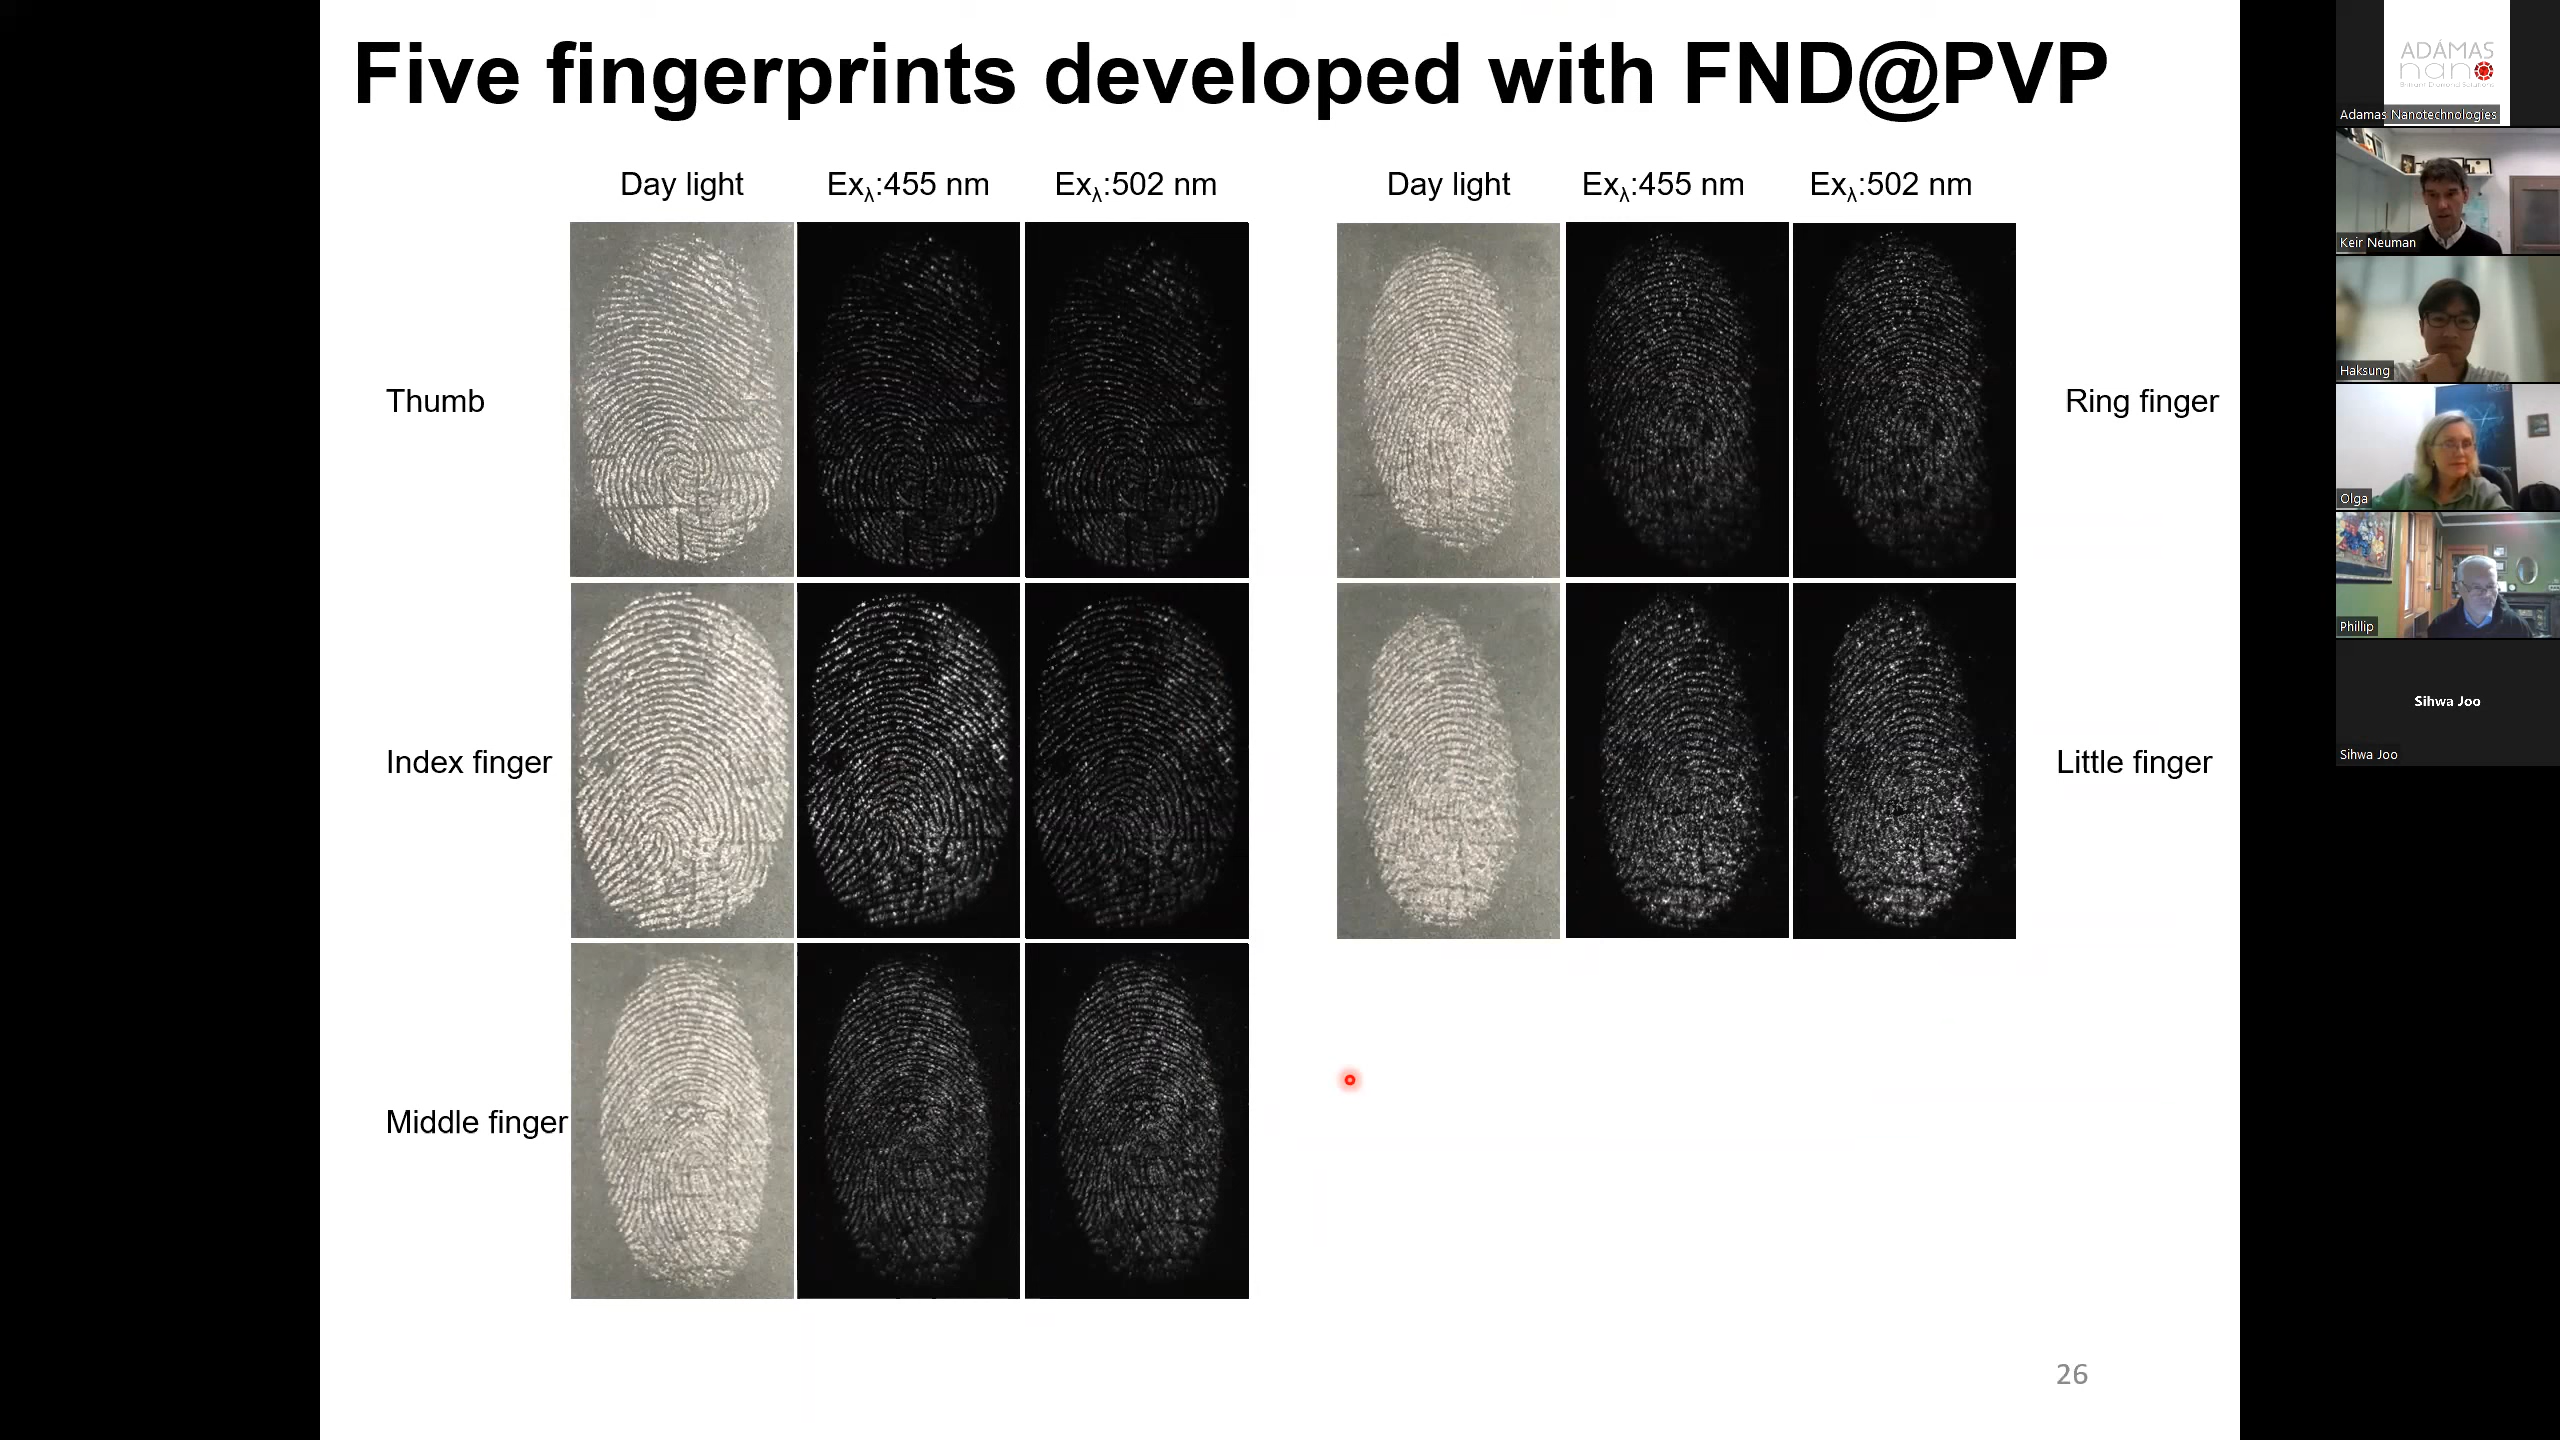 Five fingerprints developed with FND@PVP
Day light
Exλ:455 nm
Exλ:502 nm
Day light
Exλ:455 nm
Exλ:502 nm
Thumb
Ring finger
Index finger
Little finger
Middle finger
26
ADÁMAS
nano
Adamas Nanotechnologies
Keir Neuman
Haksung
Olga
Phillip
Sihwa Joo
Sihwa Joo